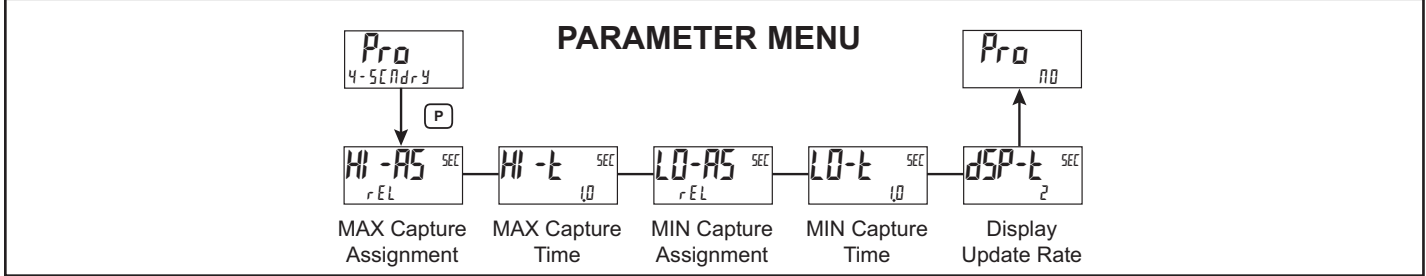 PARAMETER MENU
Pro
4-SCNdrY
P
Pro
NO
HI-AS SEC
rEL
HI-t SEC
1.0
LO-AS SEC
rEL
LO-t SEC
1.0
dSP-t SEC
2
MAX Capture
Assignment
MAX Capture
Time
MIN Capture
Assignment
MIN Capture
Time
Display
Update Rate